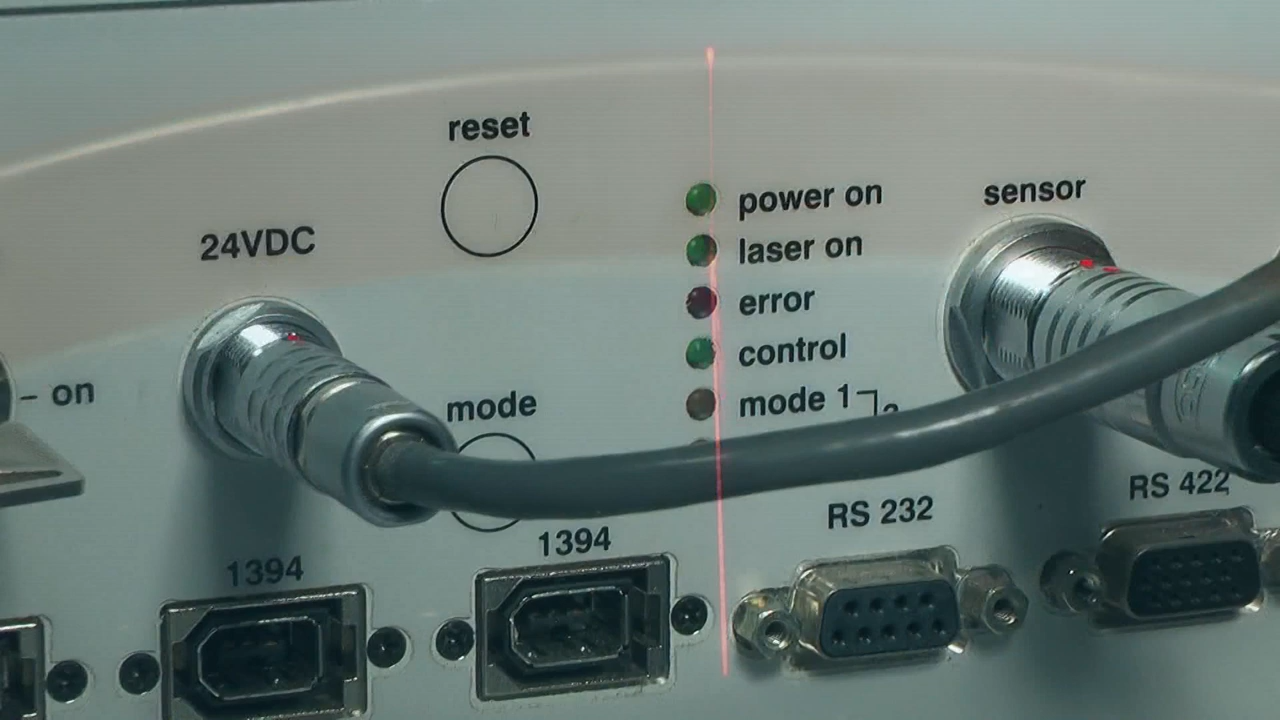 reset
power on
sensor
24VDC
laser on
error
control
- on
mode
mode 1
RS 422
RS 232
1394
1394